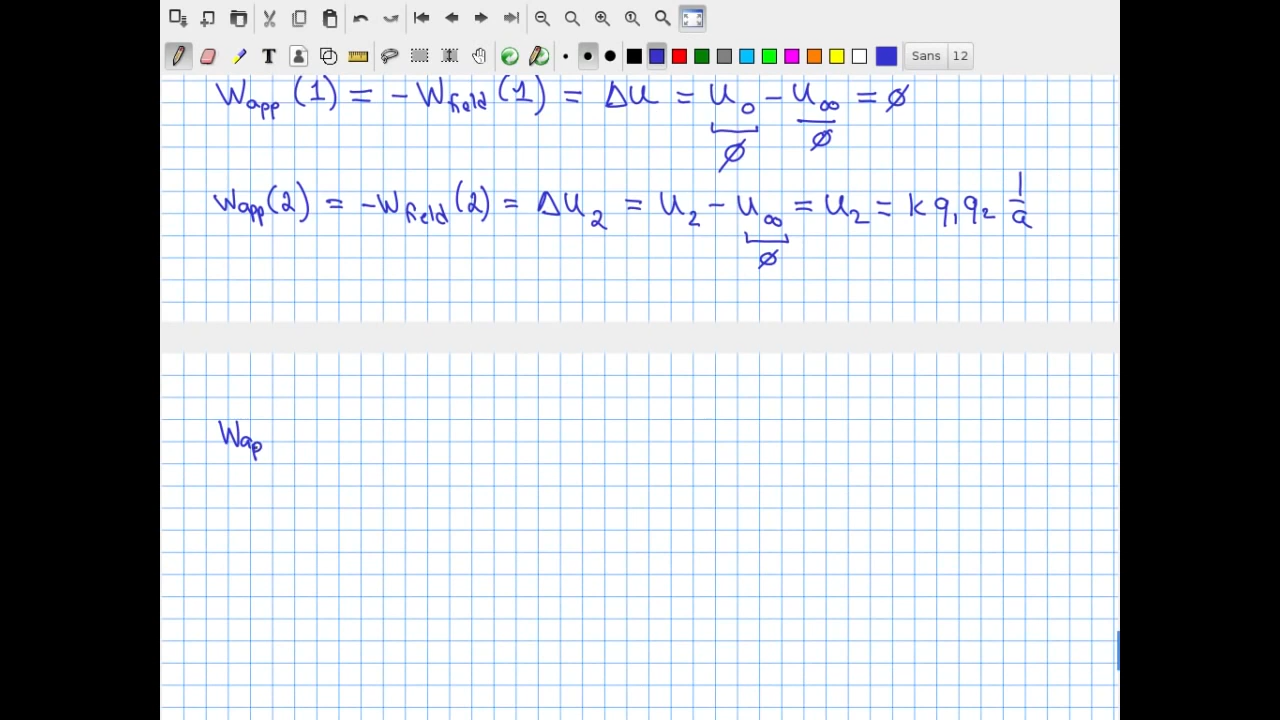 Sans 12
Wapp (1) = -Wfield (1) = ΔU = U0 - U∞ = ∅
∅ ∅
Wapp (2) = -Wfield (2) = ΔU2 = U2 - U∞ = U2 = k q1 q2 1/a
∅
Wap